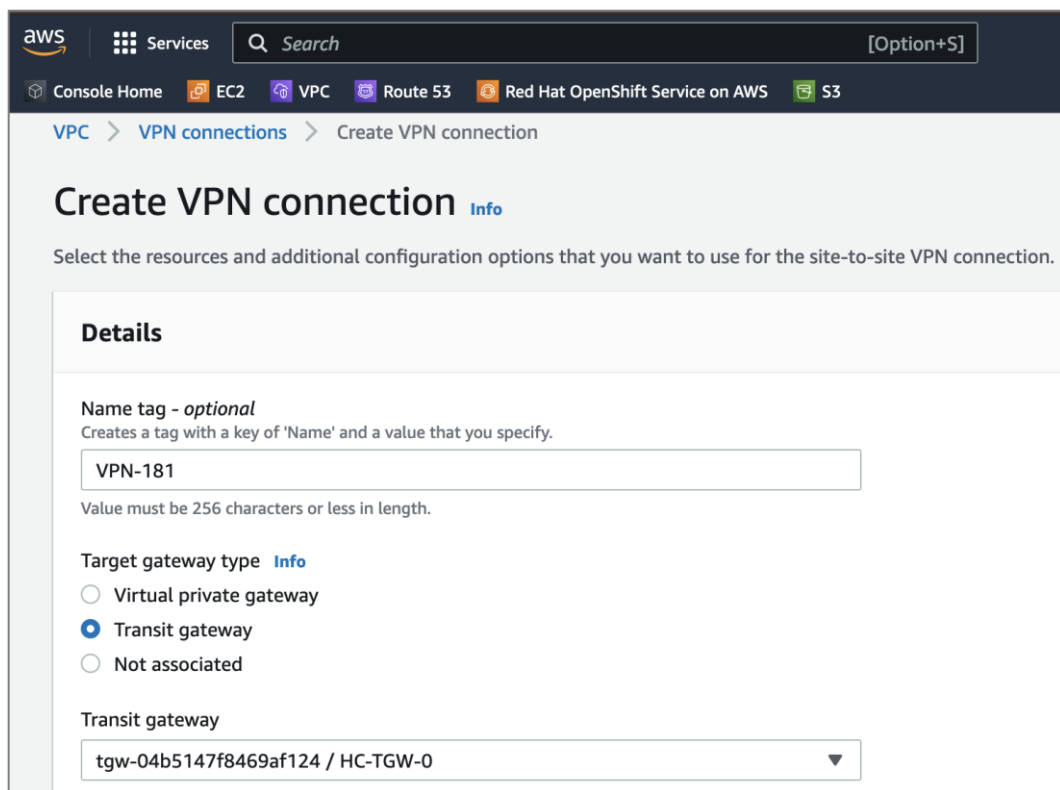 aws Services Search [Option+S]
Console Home EC2 VPC Route 53 Red Hat OpenShift Service on AWS S3
VPC > VPN connections > Create VPN connection
Create VPN connection Info
Select the resources and additional configuration options that you want to use for the site-to-site VPN connection.
Details
Name tag - optional
Creates a tag with a key of 'Name' and a value that you specify.
VPN-181
Value must be 256 characters or less in length.
Target gateway type Info
Virtual private gateway
Transit gateway
Not associated
Transit gateway
tgw-04b5147f8469af124 / HC-TGW-0